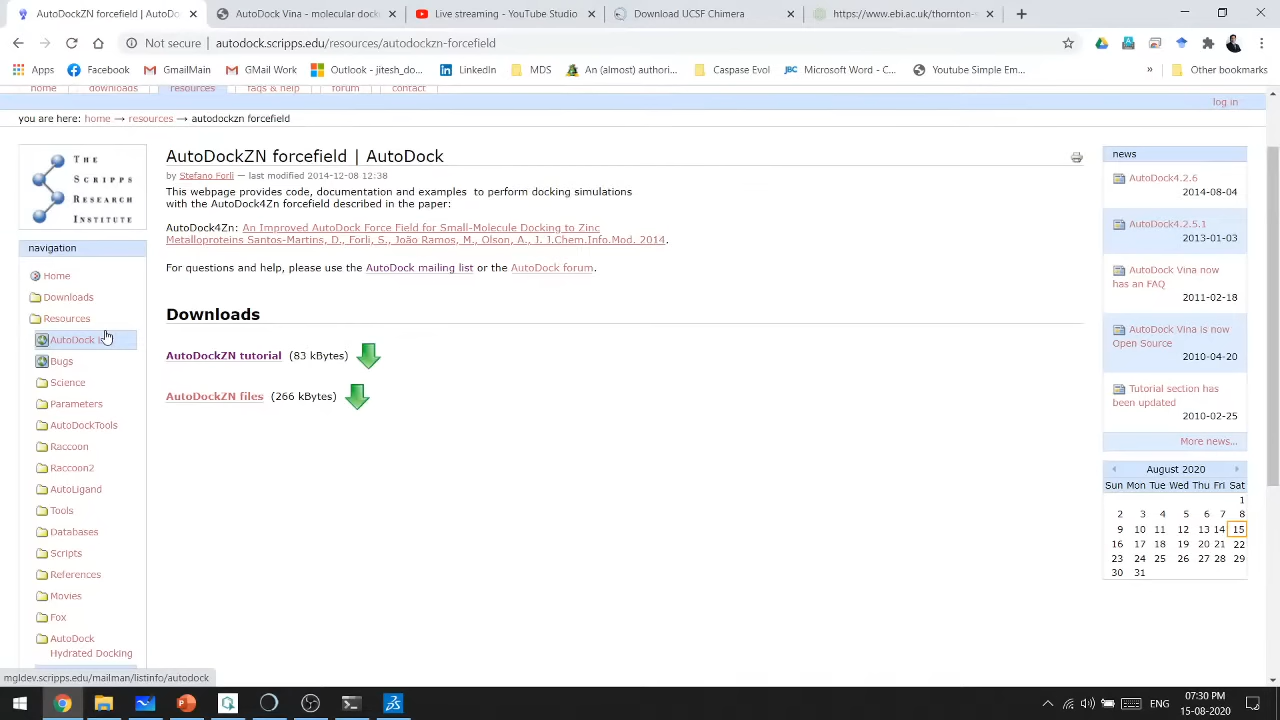 AutoDockZN forcefield | AutoDo
AutoDock Vina - molecular dock
Live streaming - YouTube Studio
Download UCSF Chimera
https://www.ebi.ac.uk/thornton-
Not secure | autodock.scripps.edu/resources/autodockzn-forcefield
Apps
Facebook
GmailMain
GMail Work
Outlook - jitesh_do...
LinkedIn
MDS
An (almost) authori...
Caspase Evol
JBC Microsoft Word - C...
Youtube Simple En...
»
Other bookmarks
home
downloads
resources
faqs & help
forum
contact
log in
you are here: home → resources → autodockzn forcefield
THE
SCRIPPS
RESEARCH
INSTITUTE
navigation
Home
Downloads
Resources
AutoDock
Bugs
Science
Parameters
AutoDockTools
Raccoon
Raccoon2
AutoLigand
Tools
Databases
Scripts
References
Movies
Fox
AutoDock
Hydrated Docking
AutoDockZN forcefield | AutoDock
by Stefano Forli — last modified 2014-12-08 12:38
This webpage provides code, documentation and examples to perform docking simulations
with the AutoDock4Zn forcefield described in the paper:
AutoDock4Zn: An Improved AutoDock Force Field for Small-Molecule Docking to Zinc
Metalloproteins Santos-Martins, D., Forli, S., João Ramos, M., Olson, A., J. J.Chem.Info.Mod. 2014.
For questions and help, please use the AutoDock mailing list or the AutoDock forum.
Downloads
AutoDockZN tutorial (83 kBytes)
AutoDockZN files (266 kBytes)
news
AutoDock4.2.6
2014-08-04
AutoDock4.2.5.1
2013-01-03
AutoDock Vina now
has an FAQ
2011-02-18
AutoDock Vina is now
Open Source
2010-04-20
Tutorial section has
been updated
2010-02-25
More news...
August 2020
Sun Mon Tue Wed Thu Fri Sat
1
2 3 4 5 6 7 8
9 10 11 12 13 14 15
16 17 18 19 20 21 22
23 24 25 26 27 28 29
30 31
mgldev.scripps.edu/mailman/listinfo/autodock
ENG
07:30 PM
15-08-2020